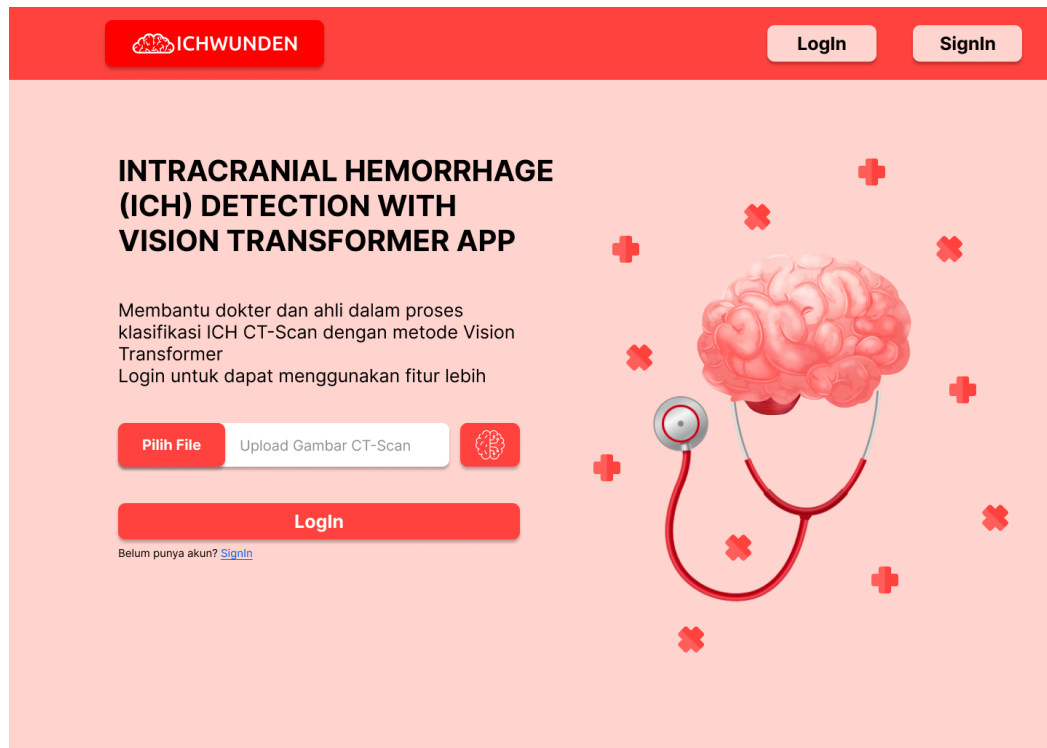 ICHWUNDEN
LogIn
SignIn
INTRACRANIAL HEMORRHAGE
(ICH) DETECTION WITH
VISION TRANSFORMER APP
Membantu dokter dan ahli dalam proses
klasifikasi ICH CT-Scan dengan metode Vision
Transformer
Login untuk dapat menggunakan fitur lebih
Pilih File
Upload Gambar CT-Scan
LogIn
Belum punya akun? SignIn